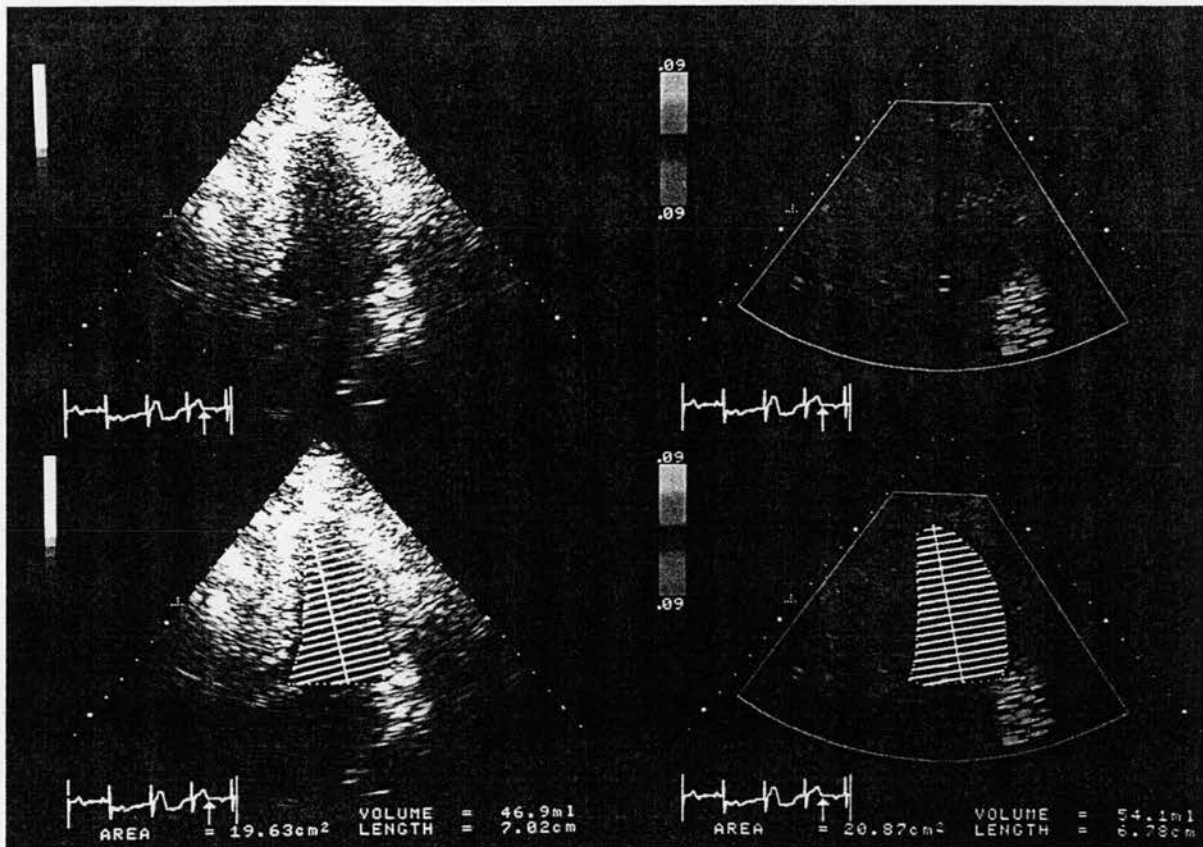 .09
.09
.09
.09
AREA = 19.63cm²
VOLUME = 46.9ml
LENGTH = 7.02cm
AREA = 20.87cm²
VOLUME = 54.1ml
LENGTH = 6.78cm